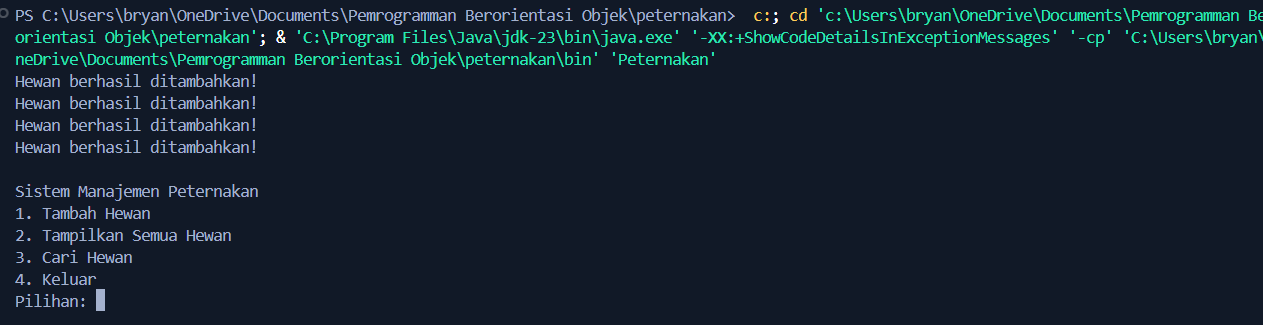 PS C:\Users\bryan\OneDrive\Documents\Pemrogramman Berorientasi Objek\peternakan>  c:; cd 'c:\Users\bryan\OneDrive\Documents\Pemrogramman Be
orientasi Objek\peternakan'; & 'C:\Program Files\Java\jdk-23\bin\java.exe' '-XX:+ShowCodeDetailsInExceptionMessages' '-cp' 'C:\Users\bryan\
neDrive\Documents\Pemrogramman Berorientasi Objek\peternakan\bin' 'Peternakan'
Hewan berhasil ditambahkan!
Hewan berhasil ditambahkan!
Hewan berhasil ditambahkan!
Hewan berhasil ditambahkan!
Sistem Manajemen Peternakan
1. Tambah Hewan
2. Tampilkan Semua Hewan
3. Cari Hewan
4. Keluar
Pilihan: